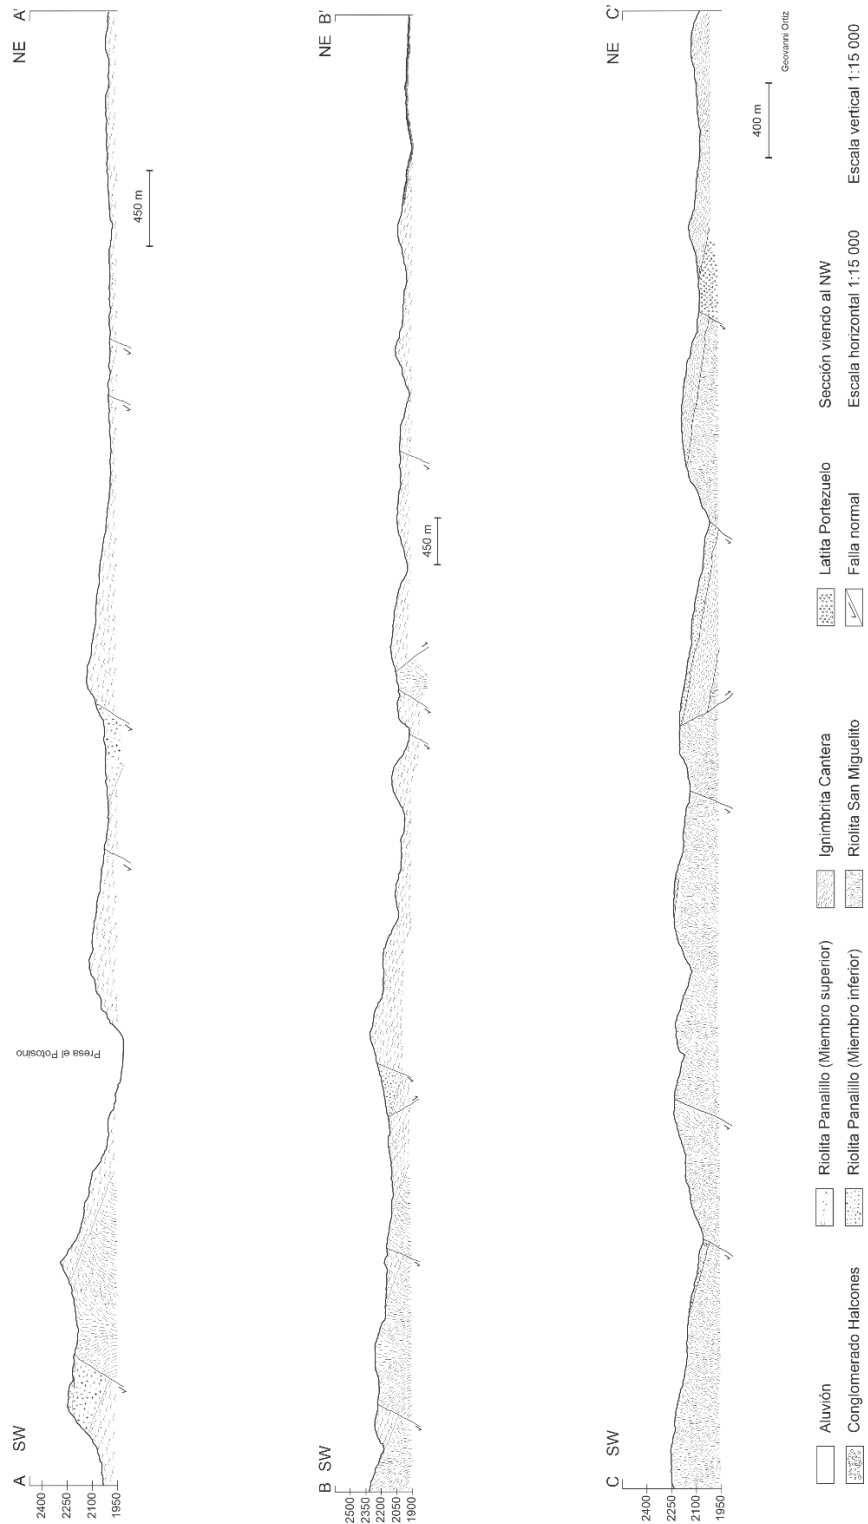 A SW
NE A'
2400
2250
2100
1950
Presa el Potosino
450 m
B SW
NE B'
2500
2350
2200
2050
1900
450 m
C SW
NE C'
2400
2250
2100
1950
400 m
Geovanni Ortiz
Aluvión
Riolita Panalillo (Miembro superior)
Ignimbrita Cantera
Latita Portezuelo
Sección viendo al NW
Conglomerado Halcones
Riolita Panalillo (Miembro inferior)
Riolita San Miguelito
Falla normal
Escala horizontal 1:15 000
Escala vertical 1:15 000